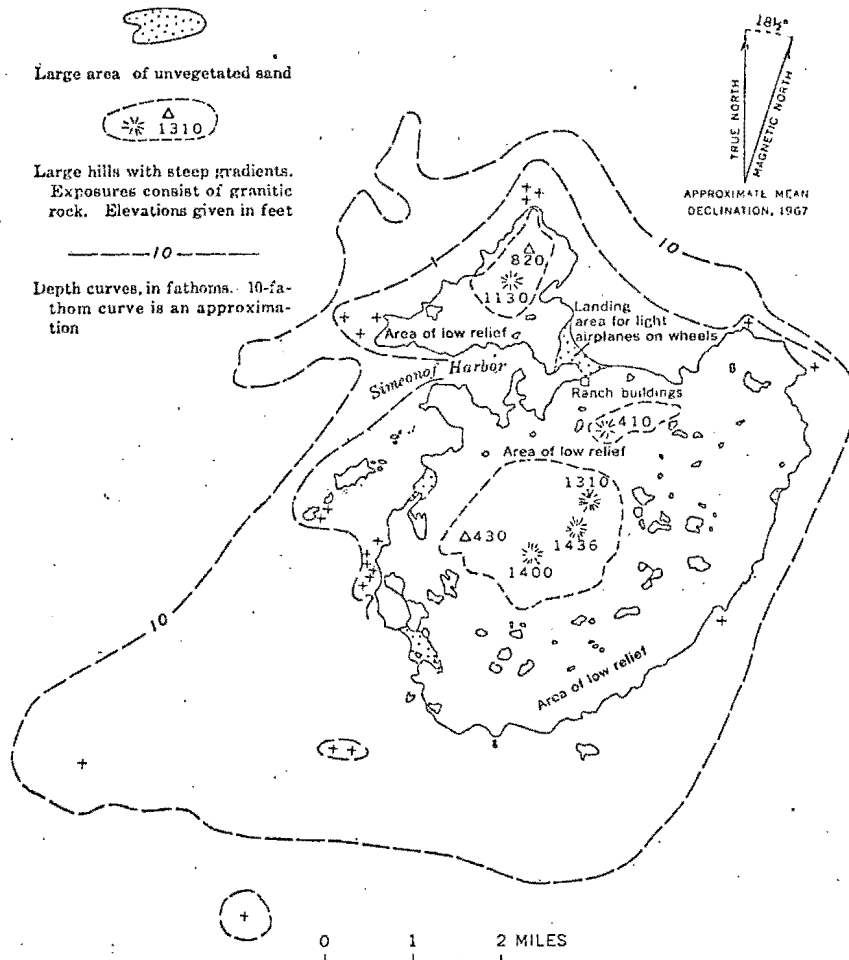 18½°
TRUE NORTH
MAGNETIC NORTH
APPROXIMATE MEAN
DECLINATION, 1967
Large area of unvegetated sand
1310
Large hills with steep gradients.
Exposures consist of granitic
rock. Elevations given in feet
10
Depth curves, in fathoms. 10-fa-
thom curve is an approxima-
tion
10
820
1130
Landing
area for light
airplanes on wheels
Area of low relief
Simeonof Harbor
Ranch buildings
410
Area of low relief
1310
430
1436
1400
10
Area of low relief
0 1 2 MILES